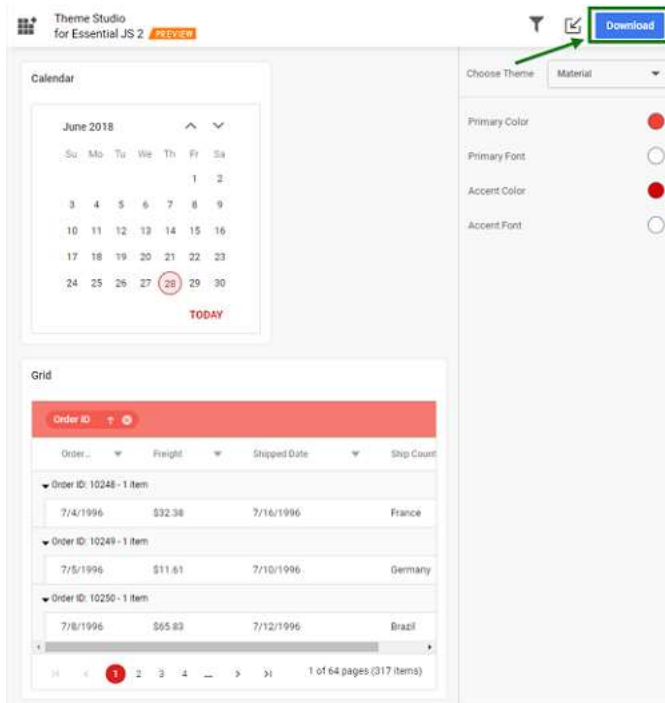 Theme Studio
for Essential JS 2 PREVIEW
Download
Calendar
June 2018
Su Mo Tu We Th Fr Sa
1 2
3 4 5 6 7 8 9
10 11 12 13 14 15 16
17 18 19 20 21 22 23
24 25 26 27 28 29 30
TODAY
Choose Theme Material
Primary Color
Primary Font
Accent Color
Accent Font
Grid
Order ID
Order... Freight Shipped Date Ship Count
Order ID: 10248 - 1 item
7/4/1996 $32.38 7/16/1996 France
Order ID: 10249 - 1 item
7/5/1996 $11.61 7/10/1996 Germany
Order ID: 10250 - 1 item
7/8/1996 $65.83 7/12/1996 Brazil
1 2 3 4 ... 1 of 64 pages (317 items)